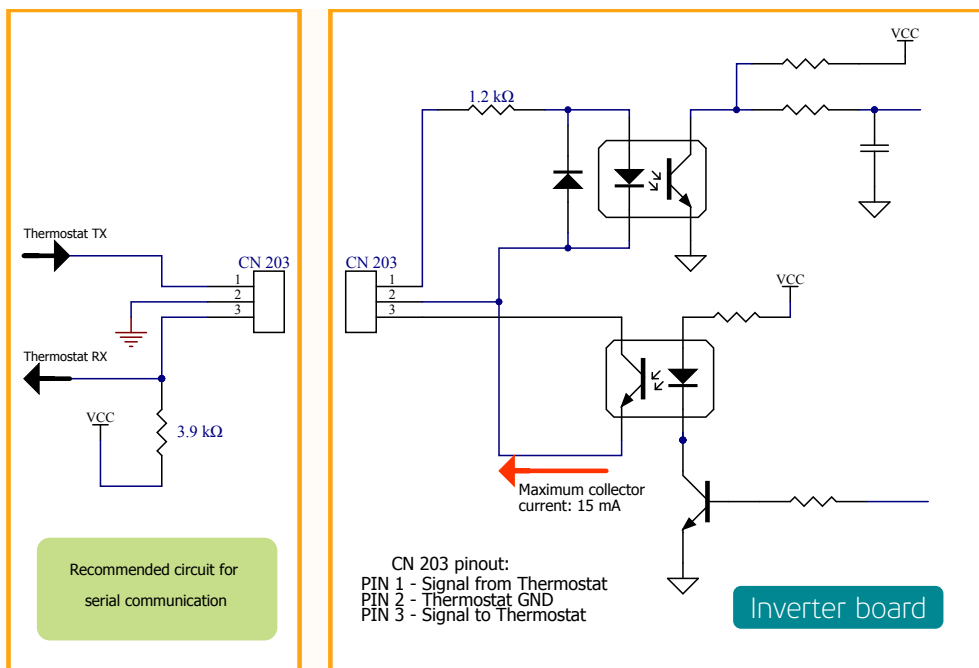 Thermostat TX
CN 203
1
2
3
Thermostat RX
VCC
3.9 kΩ
Recommended circuit for
serial communication
VCC
1.2 kΩ
CN 203
1
2
3
VCC
Maximum collector
current: 15 mA
CN 203 pinout:
PIN 1 - Signal from Thermostat
PIN 2 - Thermostat GND
PIN 3 - Signal to Thermostat
Inverter board